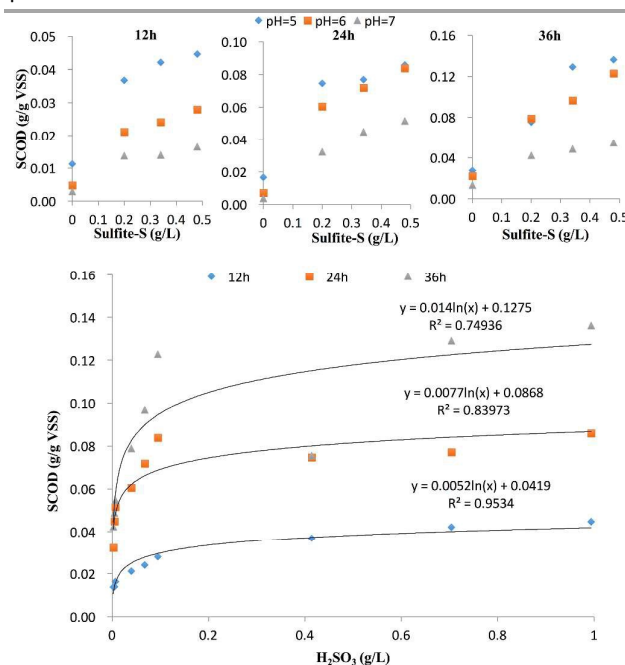 pH=5 pH=6 pH=7
12h 24h 36h
SCOD (g/g VSS)
0.05 0.04 0.03 0.02 0.01 0.00
0 0.1 0.2 0.3 0.4 0.5
Sulfite-S (g/L)
0.10 0.08 0.06 0.04 0.02 0.00
0 0.1 0.2 0.3 0.4 0.5
Sulfite-S (g/L)
0.16 0.12 0.08 0.04 0.00
0 0.1 0.2 0.3 0.4 0.5
Sulfite-S (g/L)
12h 24h 36h
SCOD (g/g VSS)
0.16
0.14
0.12
0.10
0.08
0.06
0.04
0.02
0.00
y = 0.014ln(x) + 0.1275
R² = 0.74936
y = 0.0077ln(x) + 0.0868
R² = 0.83973
y = 0.0052ln(x) + 0.0419
R² = 0.9534
0 0.2 0.4 0.6 0.8 1
H₂SO₃ (g/L)